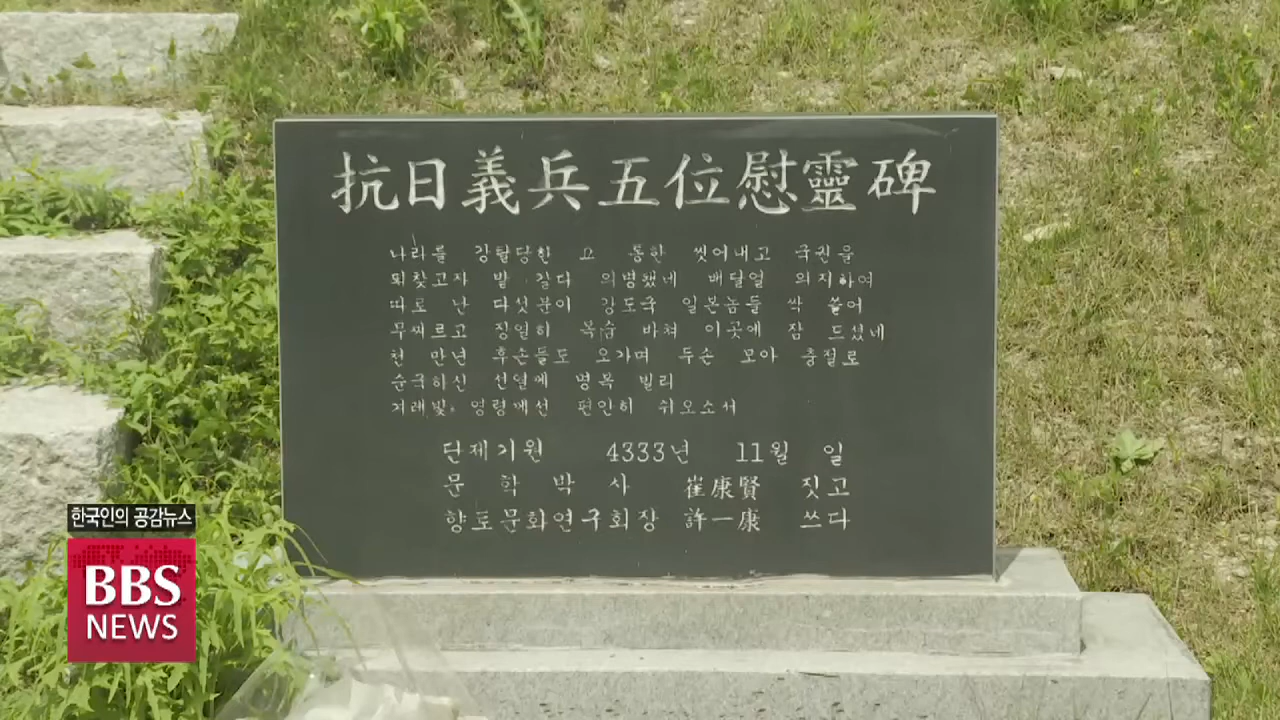 抗日義兵五位慰靈碑
나라를 강탈당한 그 통한 씻어내고 국권을
되찾고자 발 길다 의병했네 배달얼 의지하여
따로 난 다섯분이 강도국 일본놈들 싹 쓸어
무찌르고 장일히 목숨 바쳐 이곳에 잠 드셨네
천 만년 후손들도 오가며 두손 모아 충절로
순국하신 선열께 명복 빌리
겨레빛 영령께선 편안히 쉬오소서
단제기원 4333년 11월 일
문학박사 崔康賢 짓고
향토문화연구회장 許一康 쓰다
한국인의 공감뉴스
BBS
NEWS